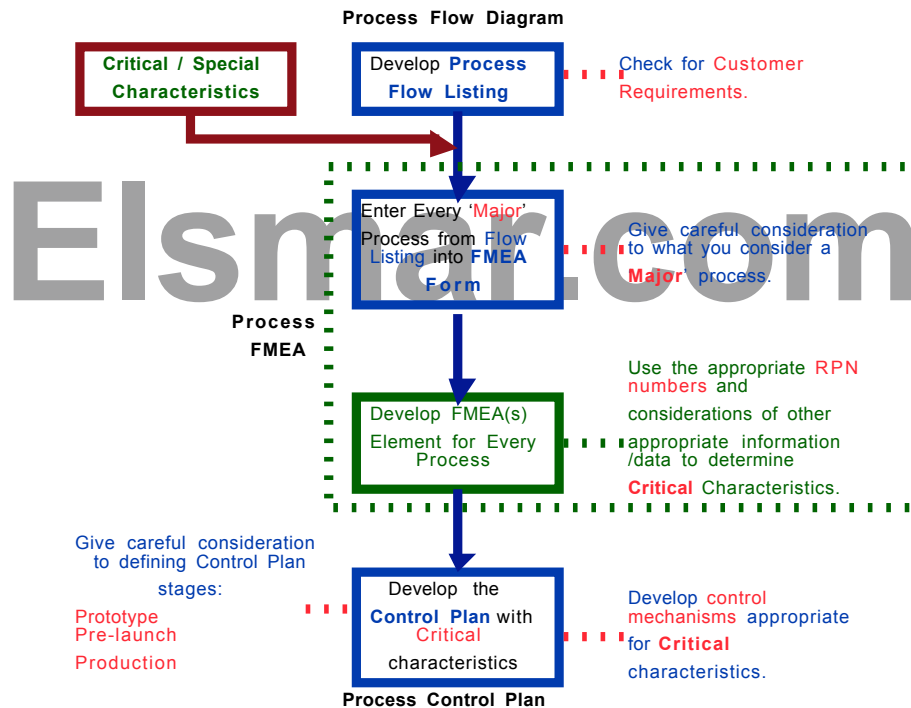 Process Flow Diagram
Critical / Special
Characteristics
Develop Process
Flow Listing
Check for Customer
Requirements.
Elsmar.com
Enter Every ‘Major’
Process from Flow
Listing into FMEA
Form
Give careful consideration
to what you consider a
Major’ process.
Process
FMEA
Develop FMEA(s)
Element for Every
Process
Use the appropriate RPN
numbers and
considerations of other
appropriate information
/data to determine
Critical Characteristics.
Give careful consideration
to defining Control Plan
stages:
Prototype
Pre-launch
Production
Develop the
Control Plan with
Critical
characteristics
Develop control
mechanisms appropriate
for Critical
characteristics.
Process Control Plan